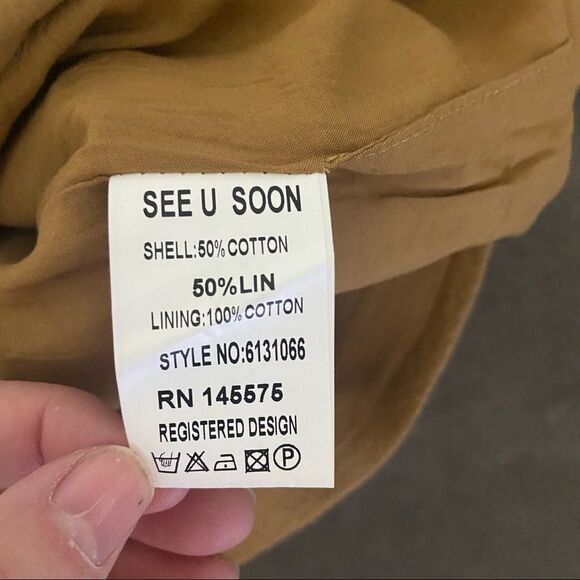 SEE U SOON
SHELL:50% COTTON
50%LIN
LINING:100% COTTON
STYLE NO:6131066
RN 145575
REGISTERED DESIGN
P